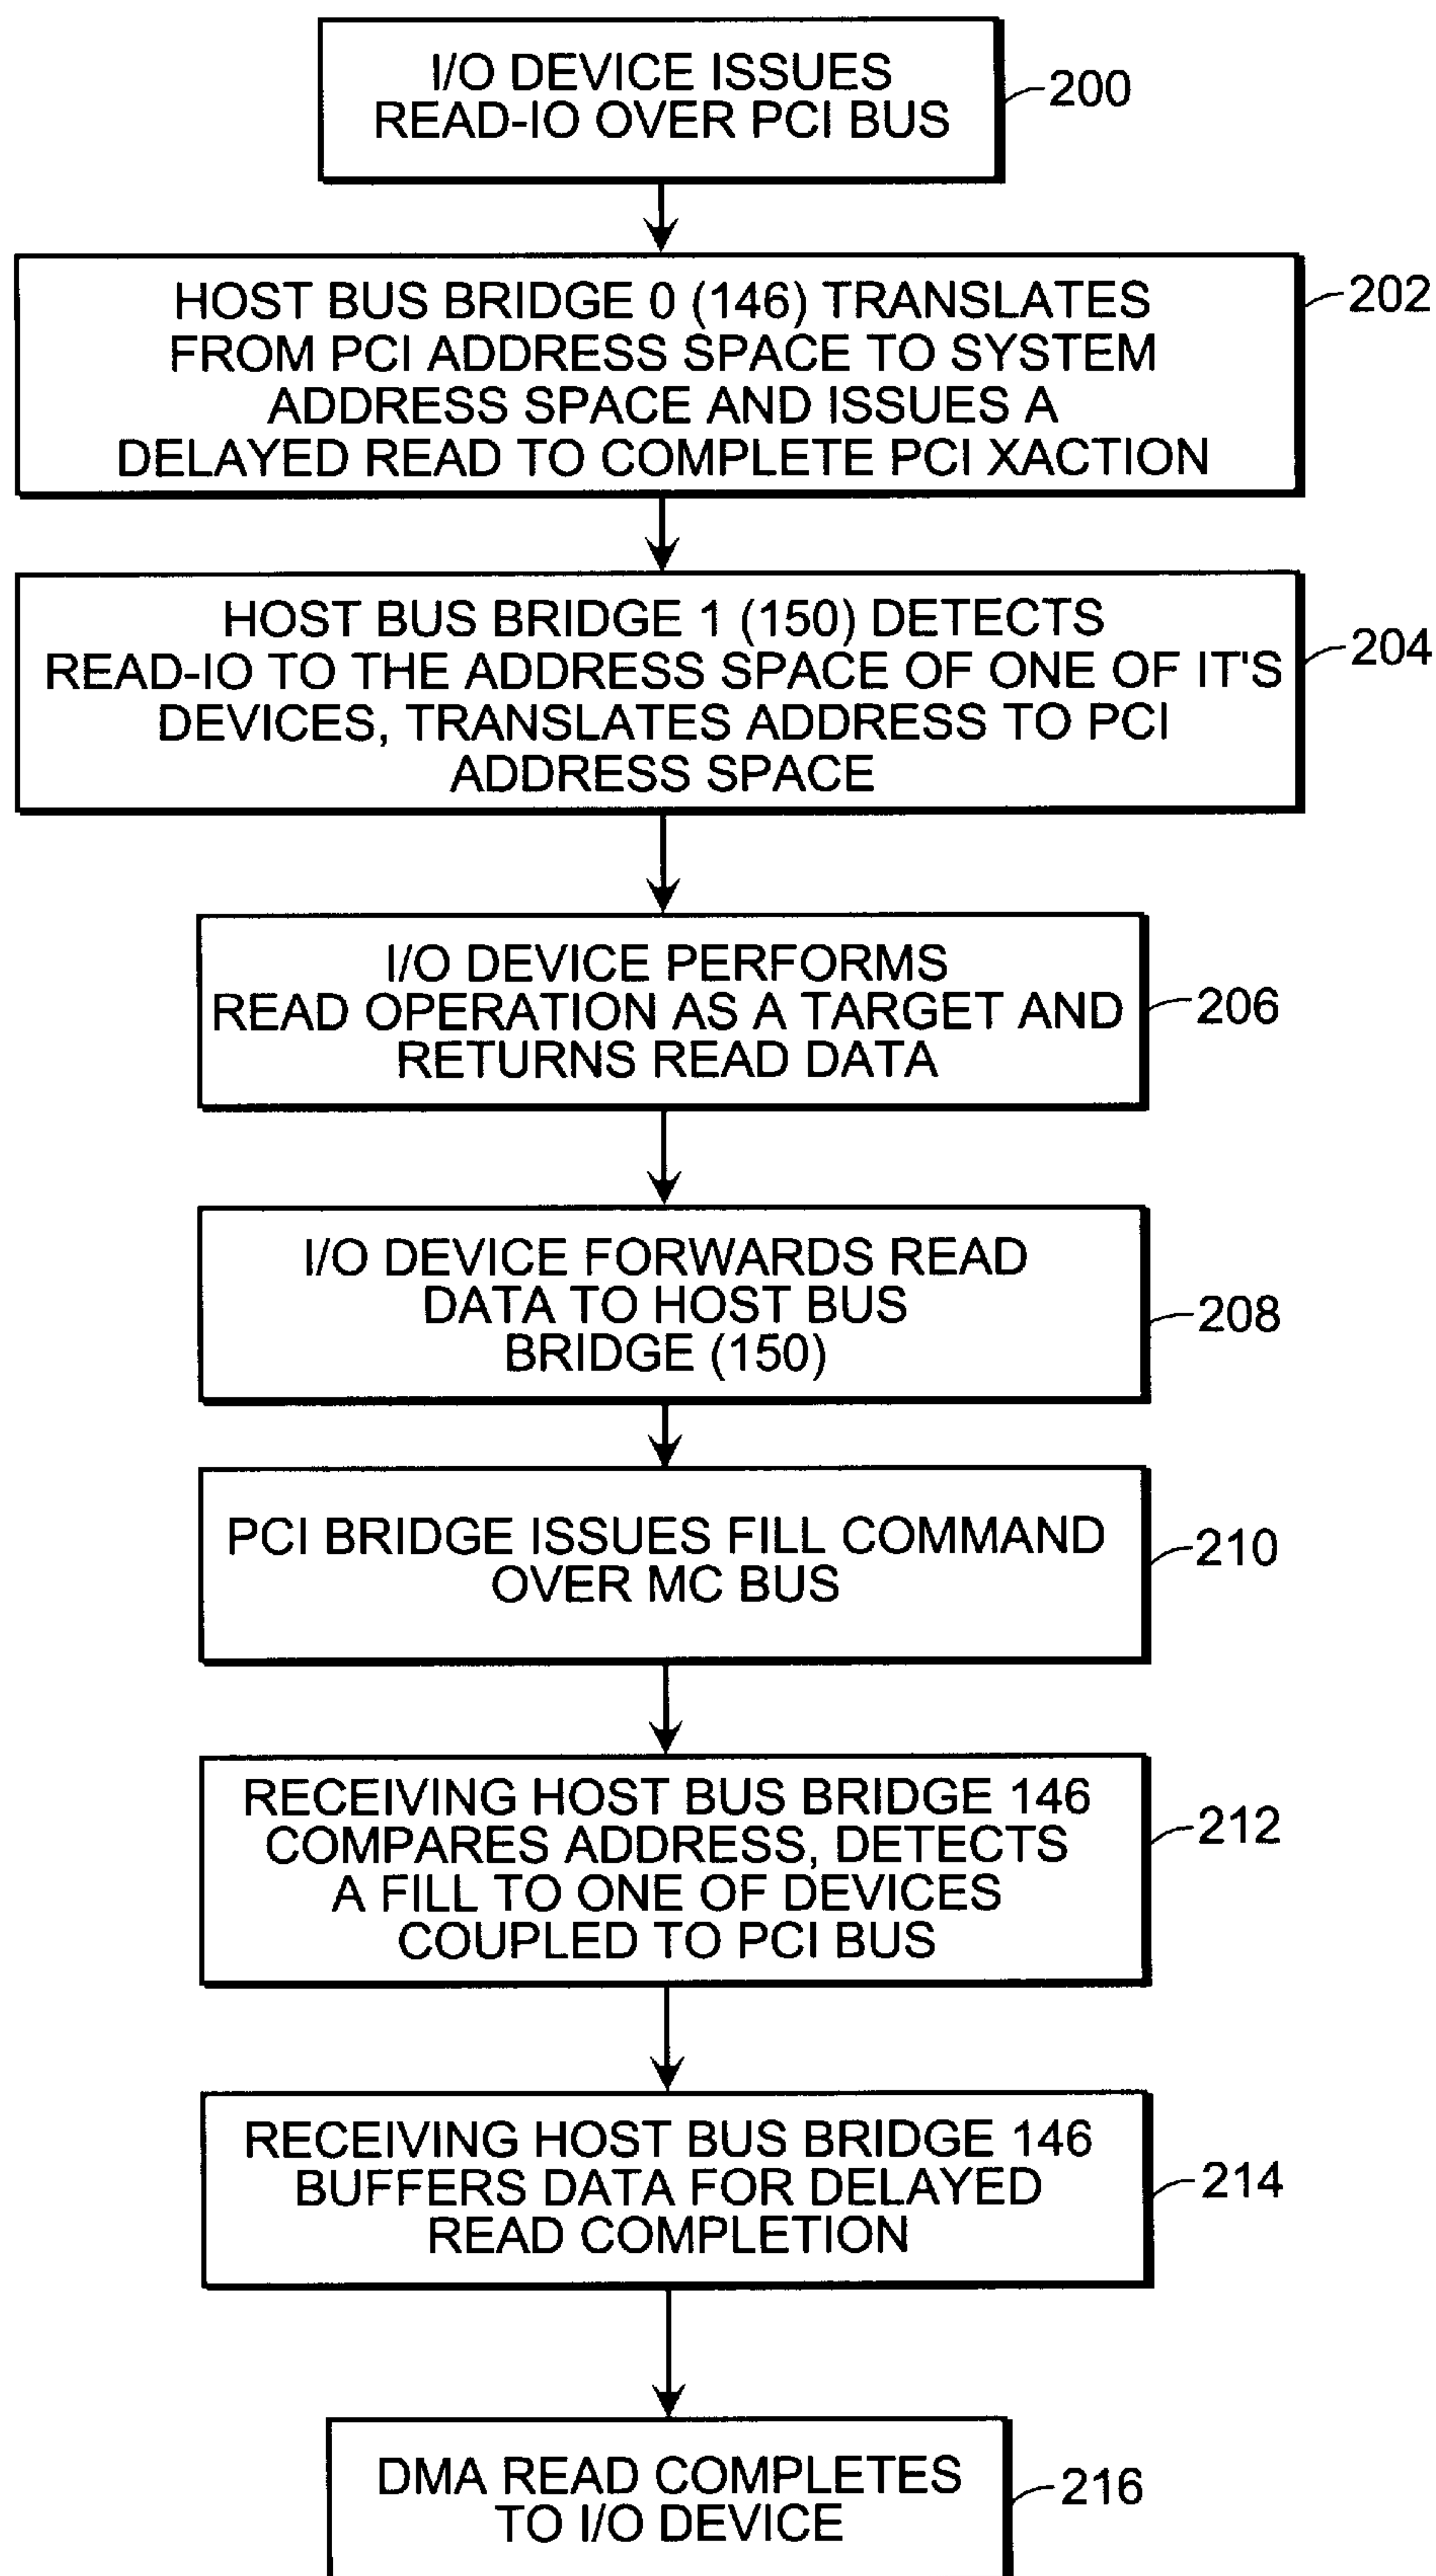 I/O DEVICE ISSUES
READ-IO OVER PCI BUS
200
HOST BUS BRIDGE 0 (146) TRANSLATES
FROM PCI ADDRESS SPACE TO SYSTEM
ADDRESS SPACE AND ISSUES A
DELAYED READ TO COMPLETE PCI XACTION
202
HOST BUS BRIDGE 1 (150) DETECTS
READ-IO TO THE ADDRESS SPACE OF ONE OF IT'S
DEVICES, TRANSLATES ADDRESS TO PCI
ADDRESS SPACE
204
I/O DEVICE PERFORMS
READ OPERATION AS A TARGET AND
RETURNS READ DATA
206
I/O DEVICE FORWARDS READ
DATA TO HOST BUS
BRIDGE (150)
208
PCI BRIDGE ISSUES FILL COMMAND
OVER MC BUS
210
RECEIVING HOST BUS BRIDGE 146
COMPARES ADDRESS, DETECTS
A FILL TO ONE OF DEVICES
COUPLED TO PCI BUS
212
RECEIVING HOST BUS BRIDGE 146
BUFFERS DATA FOR DELAYED
READ COMPLETION
214
DMA READ COMPLETES
TO I/O DEVICE
216